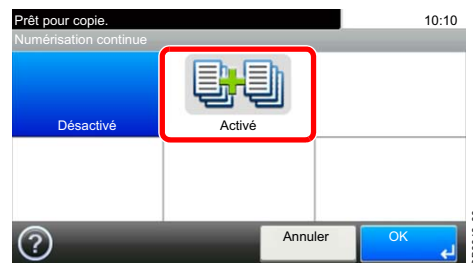 Prêt pour copie. 10:10
Numérisation continue
Désactivé Activé
? Annuler OK